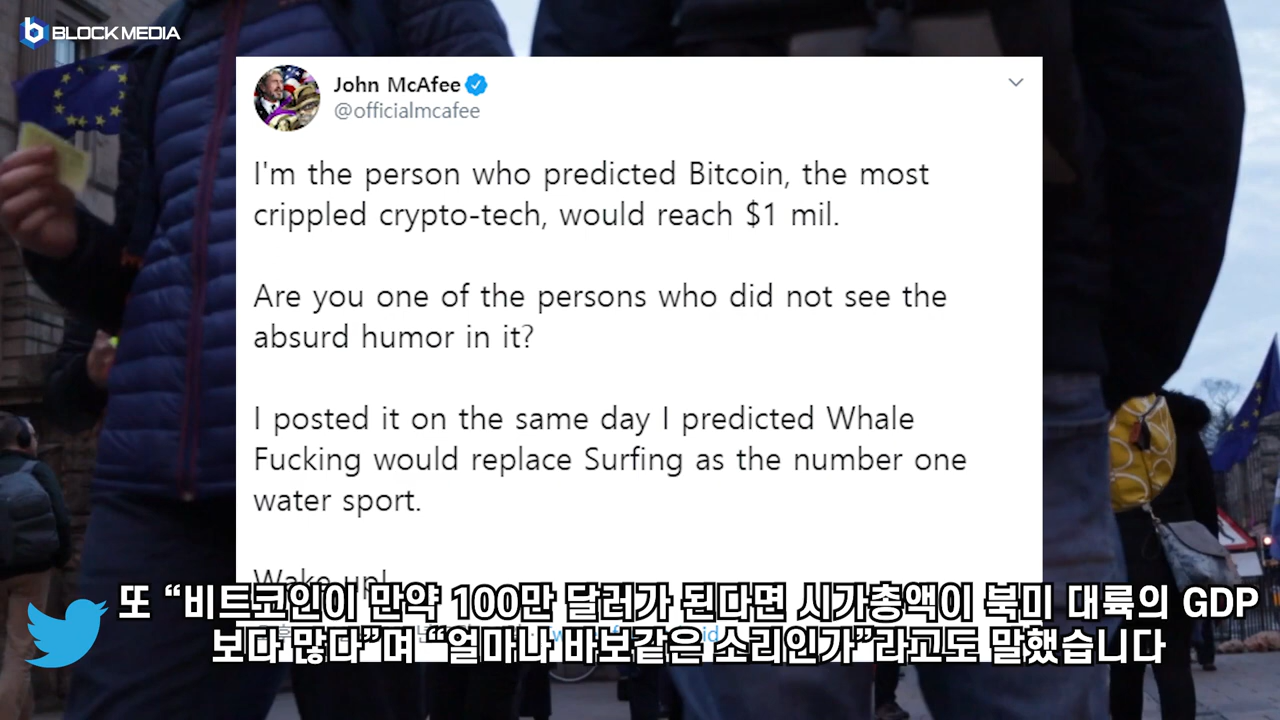 BLOCKMEDIA
John McAfee
@officialmcafee
I'm the person who predicted Bitcoin, the most
crippled crypto-tech, would reach $1 mil.
Are you one of the persons who did not see the
absurd humor in it?
I posted it on the same day I predicted Whale
Fucking would replace Surfing as the number one
water sport.
Wake up!
또 “비트코인이 만약 100만 달러가 된다면 시가총액이 북미 대륙의 GDP
보다 많다”며 “얼마나 바보같은 소리인가”라고도 말했습니다